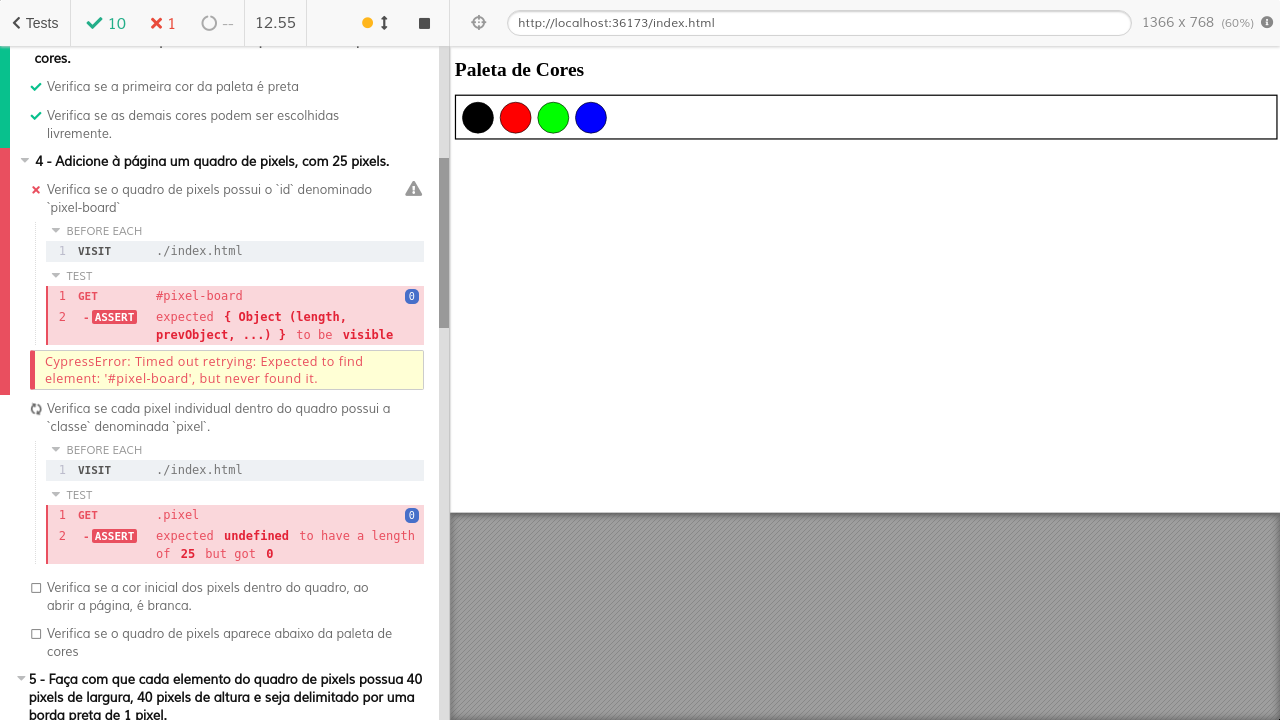 Tests
10
1
--
12.55
http://localhost:36173/index.html
1366 x 768 (60%)
cores.
Verifica se a primeira cor da paleta é preta
Verifica se as demais cores podem ser escolhidas
livremente.
4 - Adicione à página um quadro de pixels, com 25 pixels.
Verifica se o quadro de pixels possui o `id` denominado
`pixel-board`
BEFORE EACH
1 VISIT ./index.html
TEST
1 GET #pixel-board 0
2 - ASSERT expected { Object (length,
prevObject, ...) } to be visible
CypressError: Timed out retrying: Expected to find
element: '#pixel-board', but never found it.
Verifica se cada pixel individual dentro do quadro possui a
`classe` denominada `pixel`.
BEFORE EACH
1 VISIT ./index.html
TEST
1 GET .pixel 0
2 - ASSERT expected undefined to have a length
of 25 but got 0
Verifica se a cor inicial dos pixels dentro do quadro, ao
abrir a página, é branca.
Verifica se o quadro de pixels aparece abaixo da paleta de
cores
5 - Faça com que cada elemento do quadro de pixels possua 40
pixels de largura, 40 pixels de altura e seja delimitado por uma
borda preta de 1 pixel.
Paleta de Cores